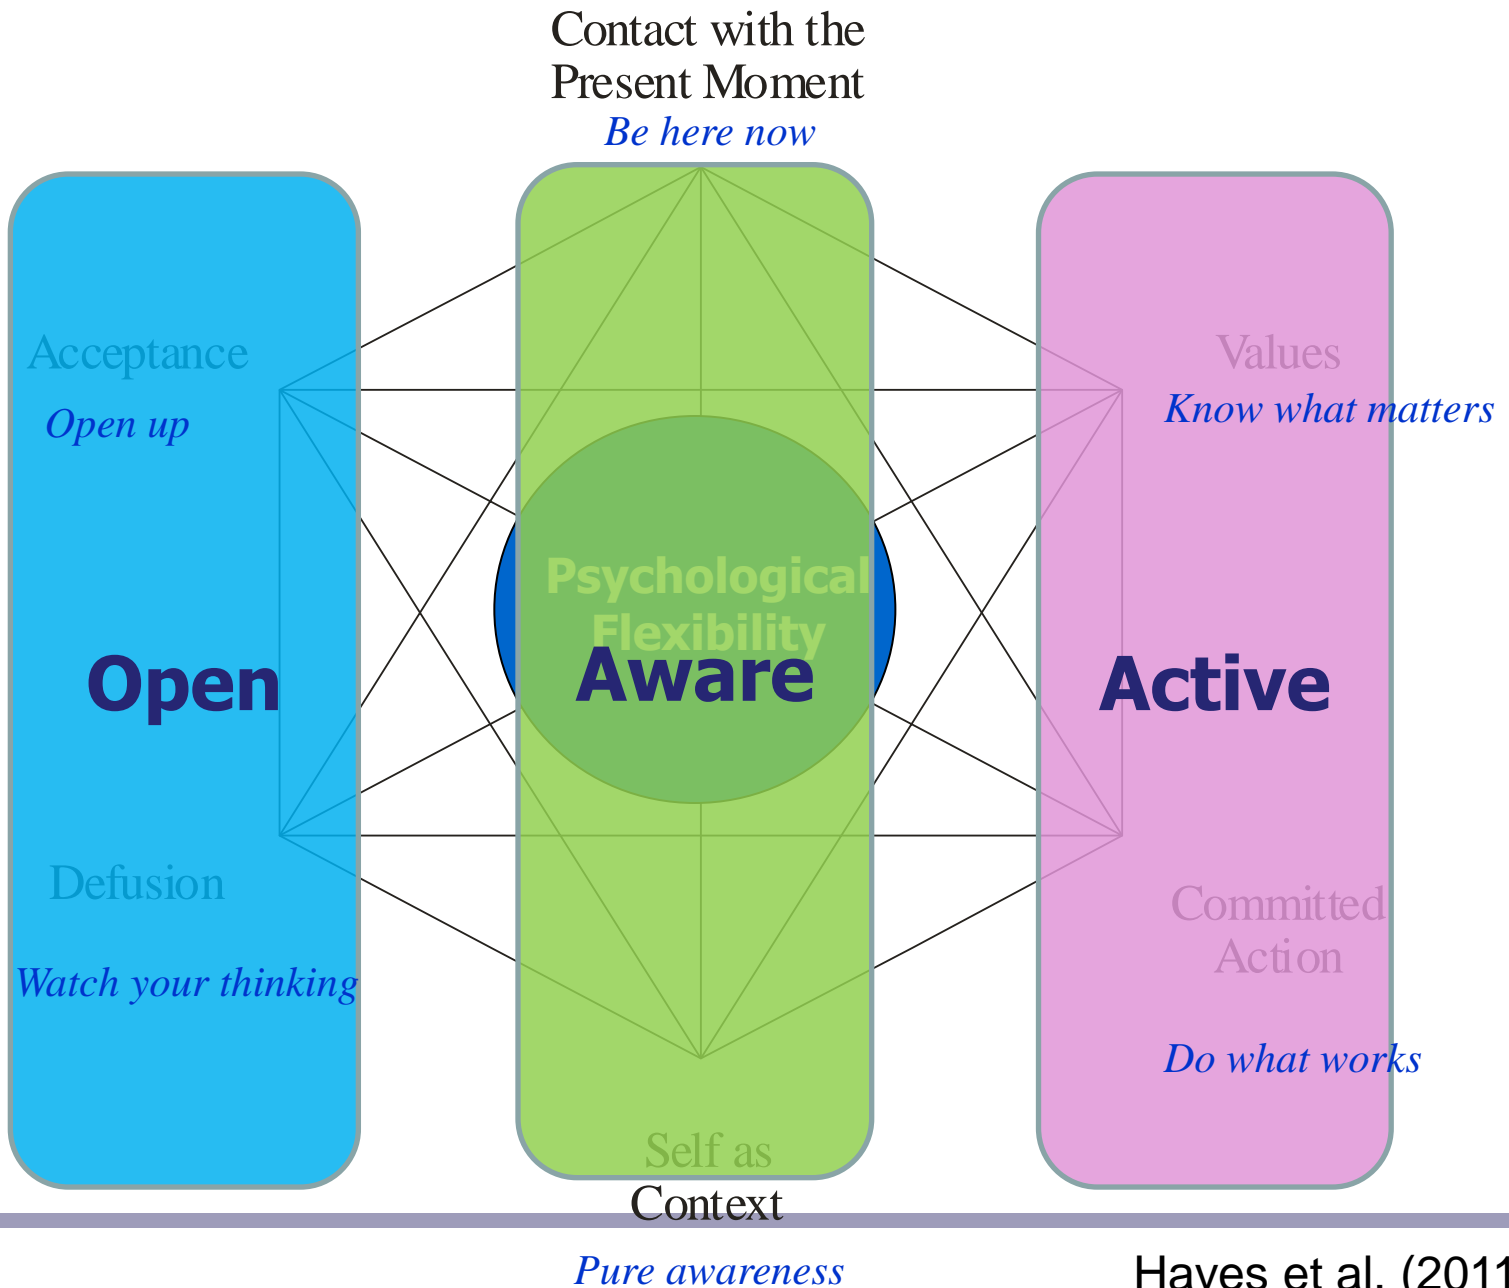 Contact with the
Present Moment
Be here now
Acceptance
Open up
Values
Know what matters
Psychological
Flexibility
Open
Aware
Active
Defusion
Watch your thinking
Committed
Action
Do what works
Self as
Context
Pure awareness
Hayes et al. (2011